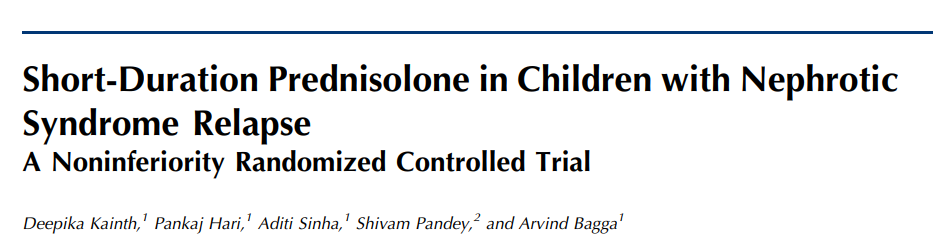 Short-Duration Prednisolone in Children with Nephrotic
Syndrome Relapse
A Noninferiority Randomized Controlled Trial
Deepika Kainth,1 Pankaj Hari,1 Aditi Sinha,1 Shivam Pandey,2 and Arvind Bagga1